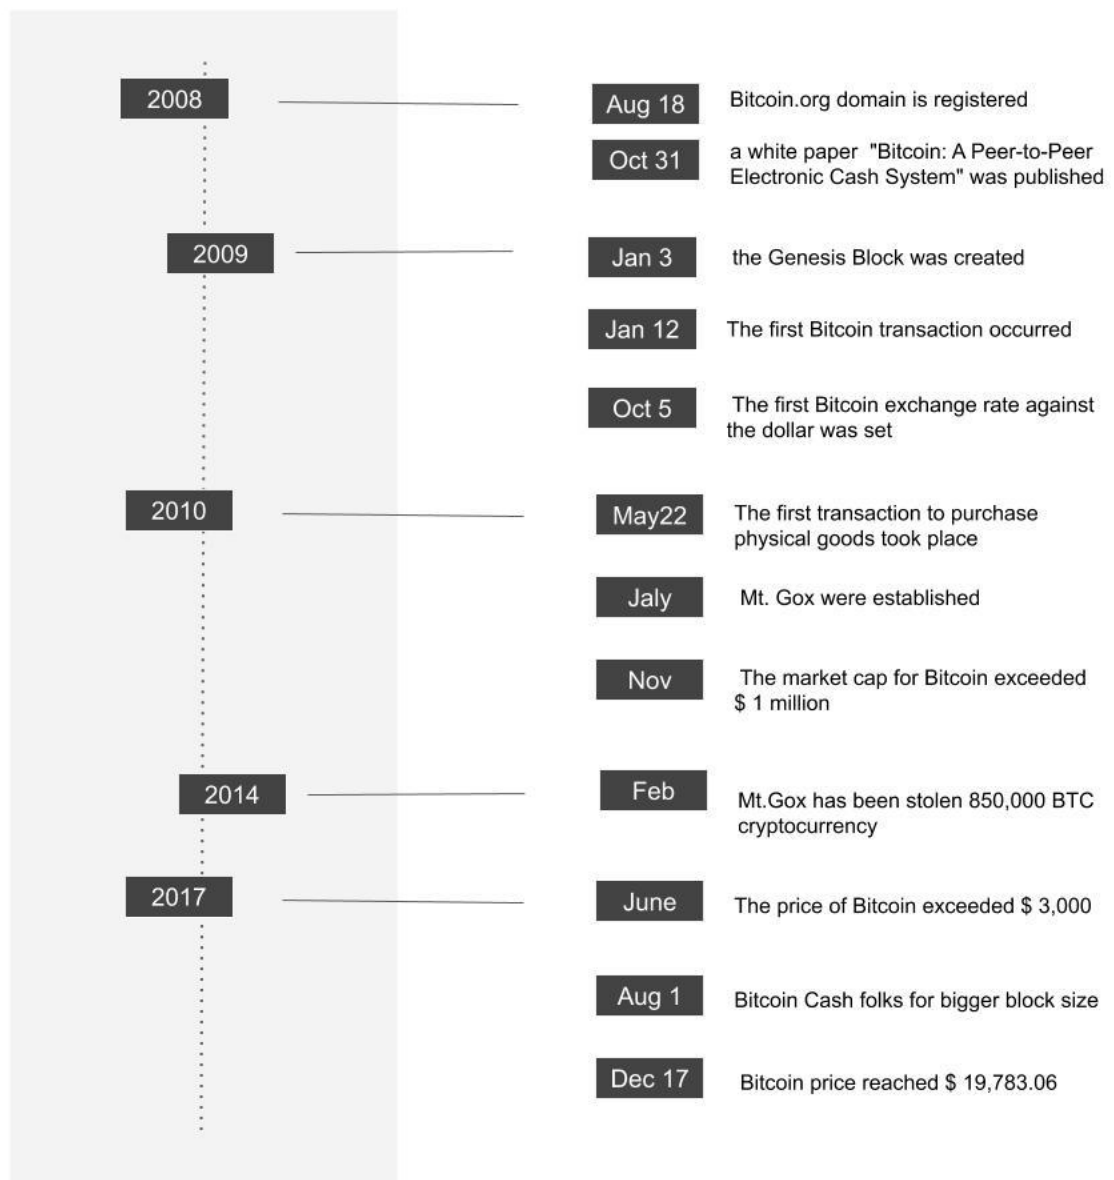 2008
Aug 18
Bitcoin.org domain is registered
Oct 31
a white paper "Bitcoin: A Peer-to-Peer
Electronic Cash System" was published
2009
Jan 3
the Genesis Block was created
Jan 12
The first Bitcoin transaction occurred
Oct 5
The first Bitcoin exchange rate against
the dollar was set
2010
May22
The first transaction to purchase
physical goods took place
Jaly
Mt. Gox were established
Nov
The market cap for Bitcoin exceeded
$ 1 million
2014
Feb
Mt.Gox has been stolen 850,000 BTC
cryptocurrency
2017
June
The price of Bitcoin exceeded $ 3,000
Aug 1
Bitcoin Cash folks for bigger block size
Dec 17
Bitcoin price reached $ 19,783.06